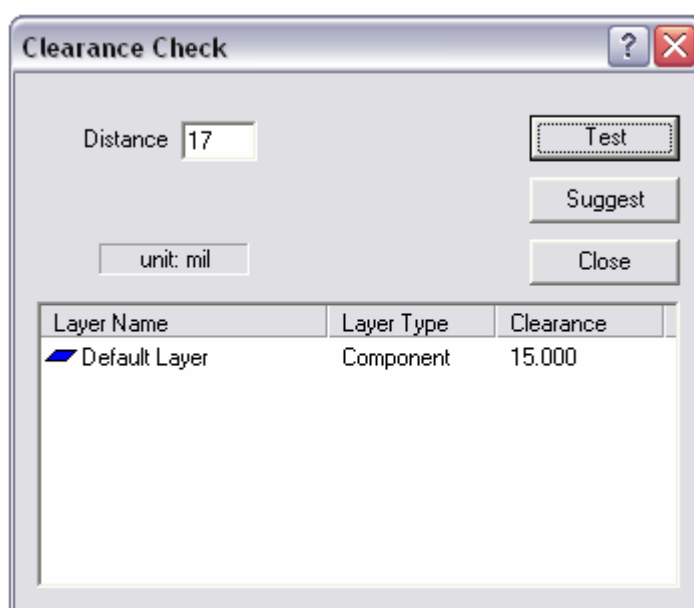 Clearance Check
Distance 17
Test
Suggest
unit: mil
Close
Layer Name Layer Type Clearance
Default Layer Component 15.000